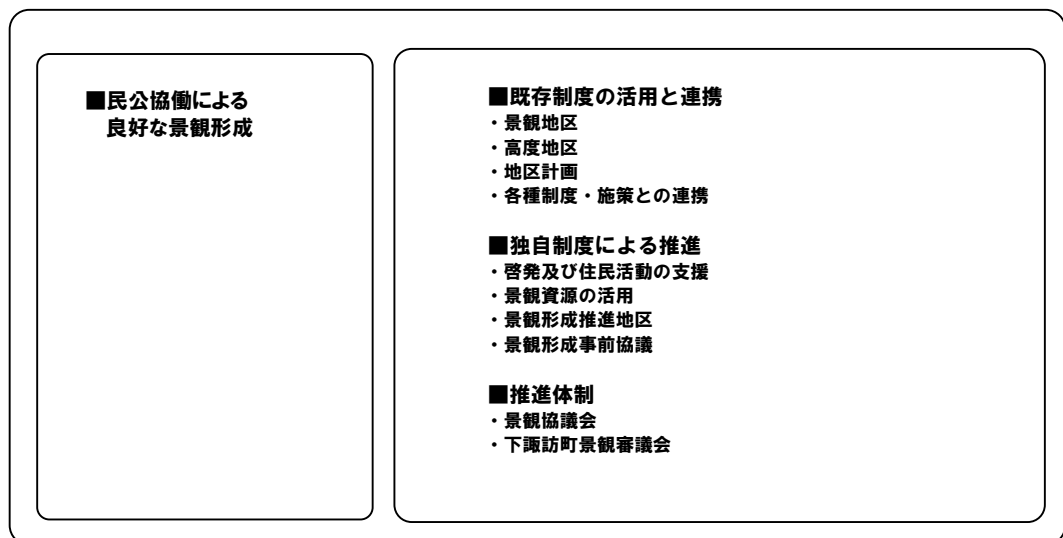 ■民公協働による
良好な景観形成
■既存制度の活用と連携
・景観地区
・高度地区
・地区計画
・各種制度・施策との連携
■独自制度による推進
・啓発及び住民活動の支援
・景観資源の活用
・景観形成推進地区
・景観形成事前協議
■推進体制
・景観協議会
・下諏訪町景観審議会